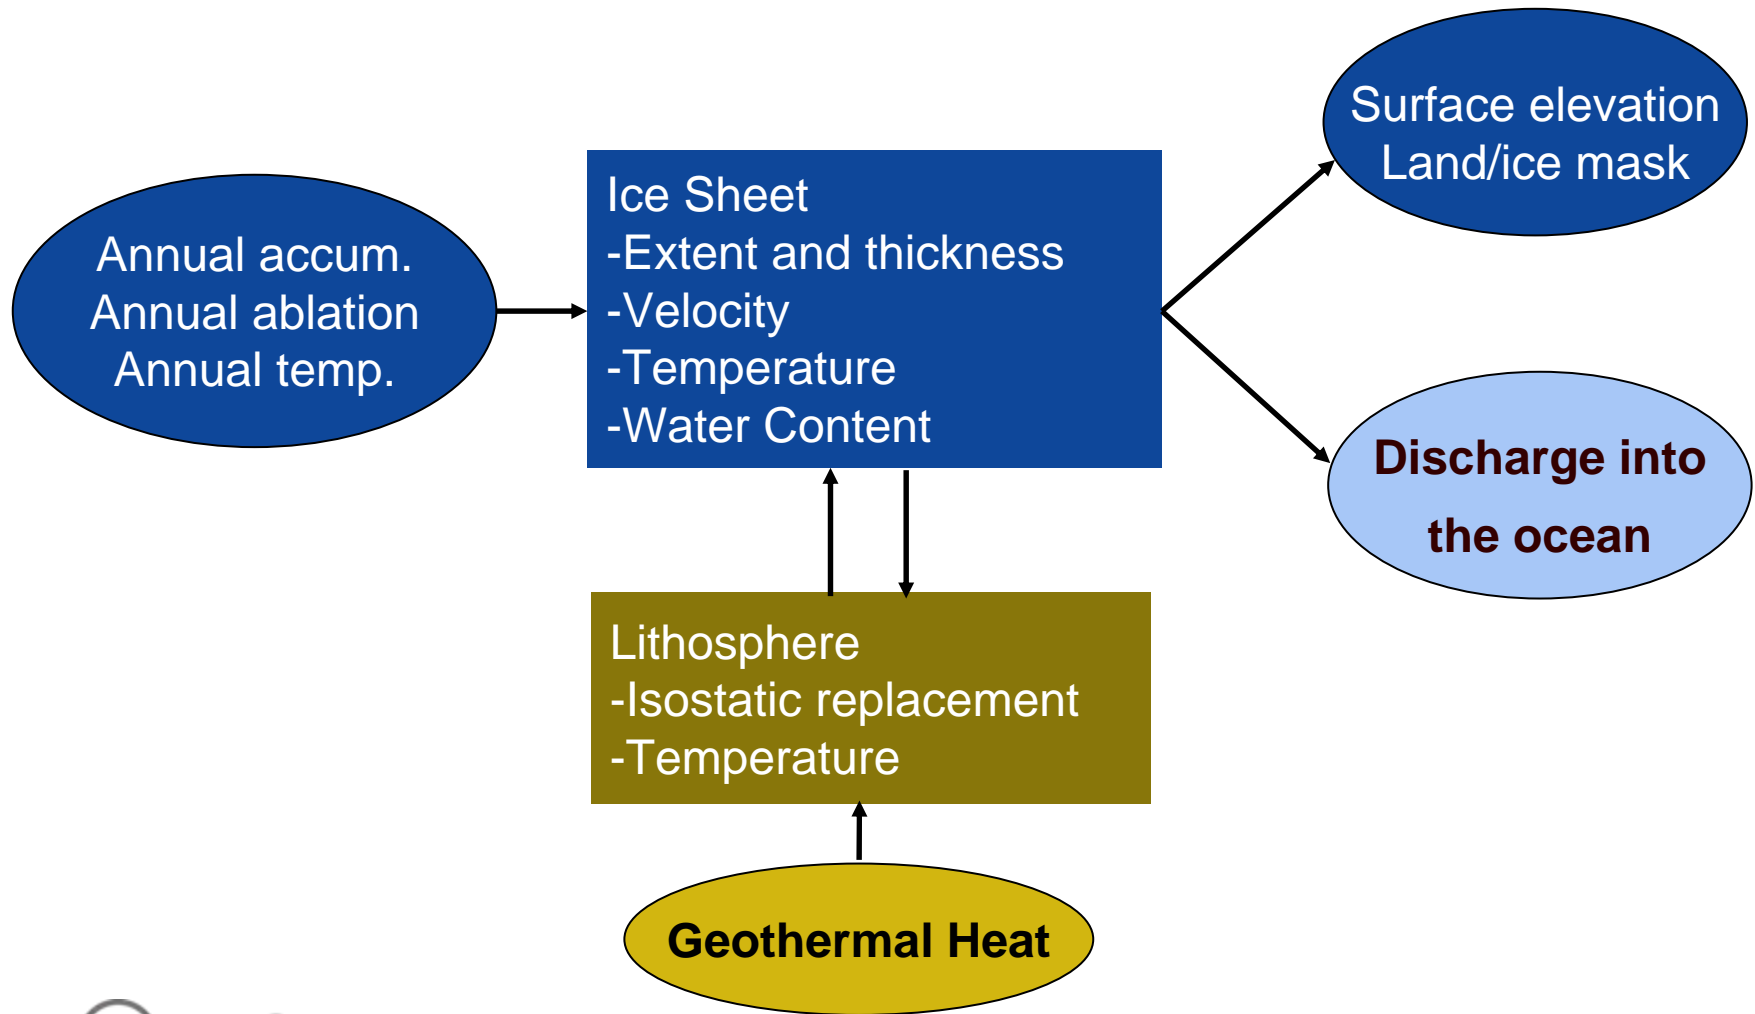 Annual accum.
Annual ablation
Annual temp.
Ice Sheet
-Extent and thickness
-Velocity
-Temperature
-Water Content
Surface elevation
Land/ice mask
Discharge into
the ocean
Lithosphere
-Isostatic replacement
-Temperature
Geothermal Heat